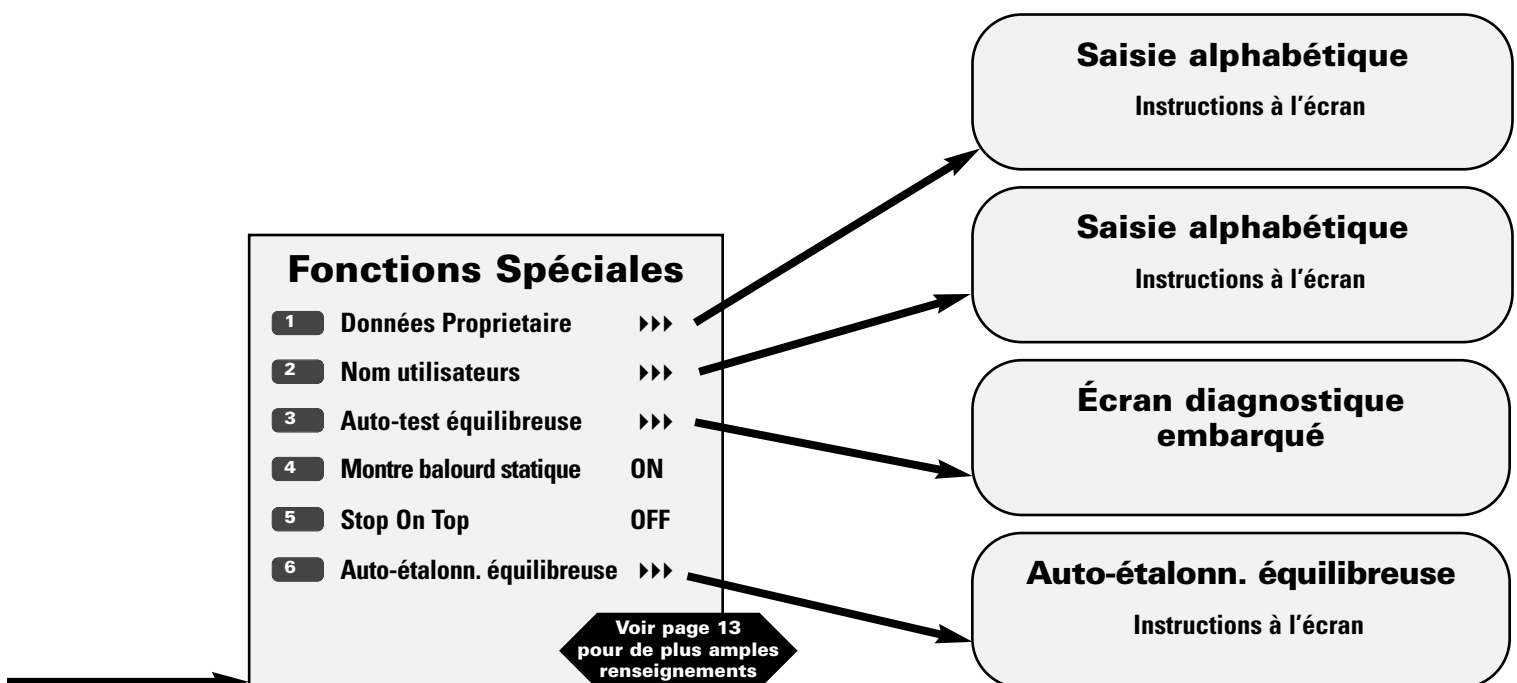 Saisie alphabétique
Instructions à l'écran
Saisie alphabétique
Instructions à l'écran
Fonctions Spéciales
1 Données Proprietaire
2 Nom utilisateurs
3 Auto-test équilibreuse
4 Montre balourd statique ON
5 Stop On Top OFF
6 Auto-étalonn. équilibreuse
Voir page 13
pour de plus amples
renseignements
Écran diagnostique
embarqué
Auto-étalonn. équilibreuse
Instructions à l'écran